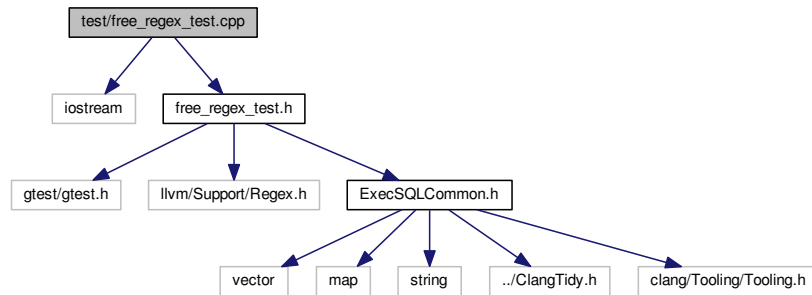 test/free_regex_test.cpp
iostream
free_regex_test.h
gtest/gtest.h
llvm/Support/Regex.h
ExecSQLCommon.h
vector
map
string
../ClangTidy.h
clang/Tooling/Tooling.h